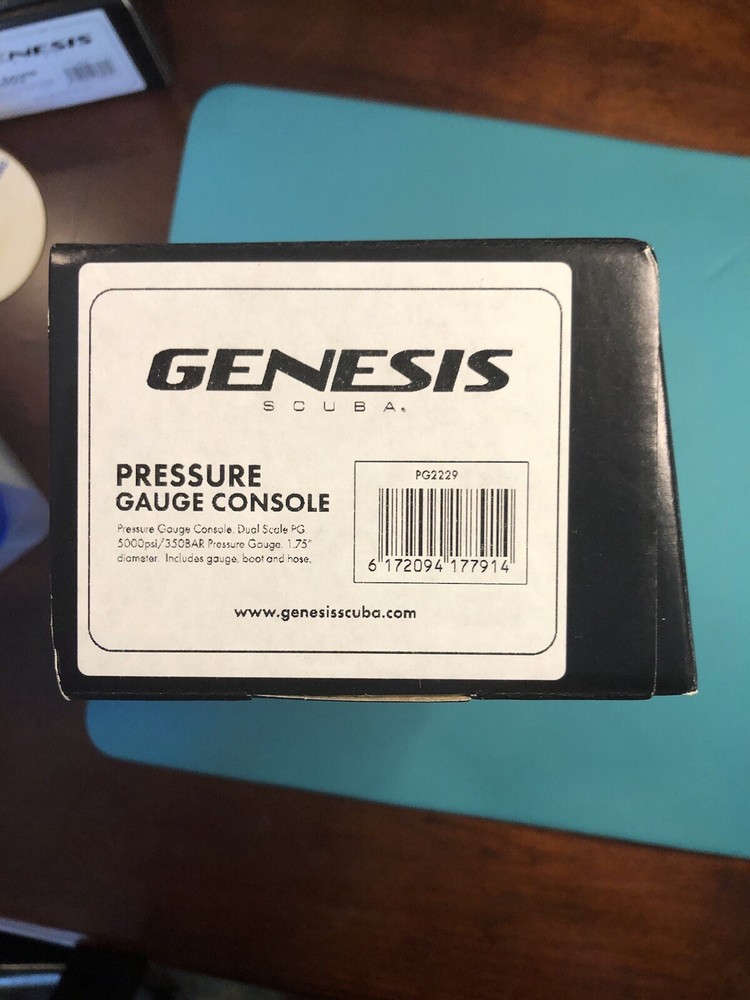 GENESIS
SCUBA
PRESSURE
GAUGE CONSOLE
Pressure Gauge Console. Dual Scale PG.
5000psi/350BAR Pressure Gauge. 1.75"
diameter. Includes gauge, boot and hose.
PG2229
6 172094 177914
www.genesisscuba.com